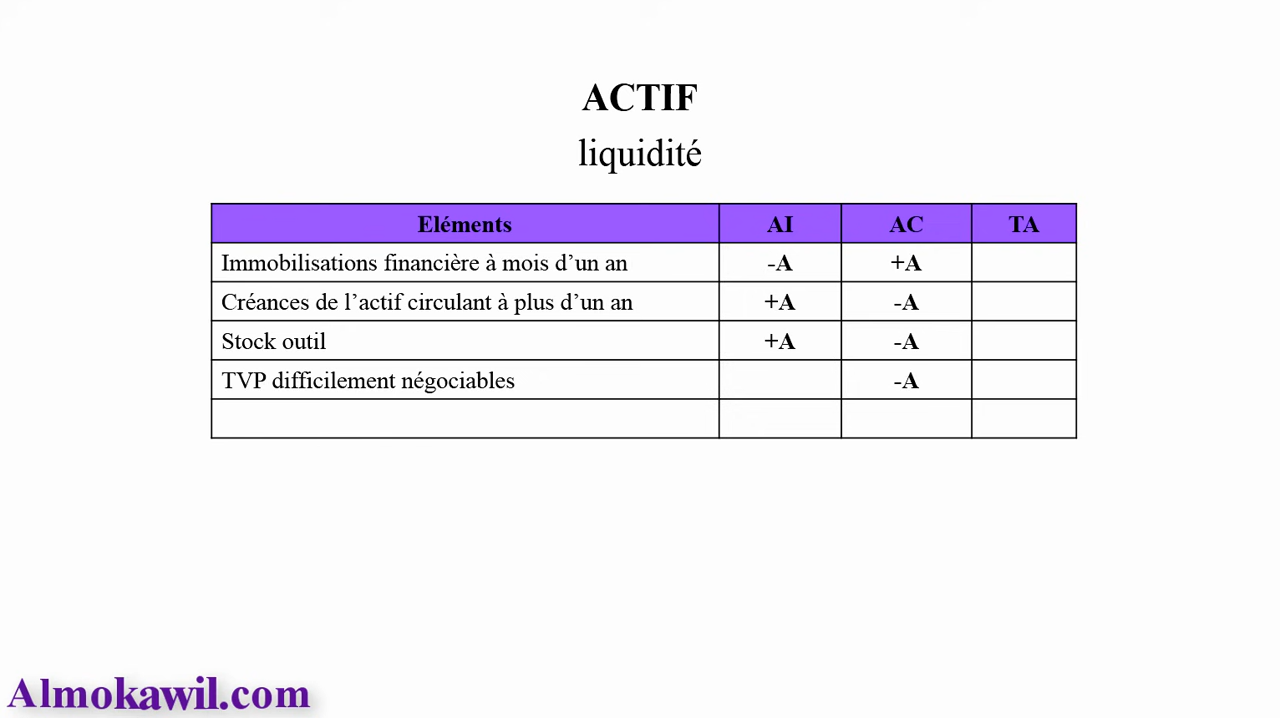 ACTIF
liquidité
Eléments AI AC TA
Immobilisations financière à mois d’un an -A +A
Créances de l’actif circulant à plus d’un an +A -A
Stock outil +A -A
TVP difficilement négociables -A
Almokawil.com